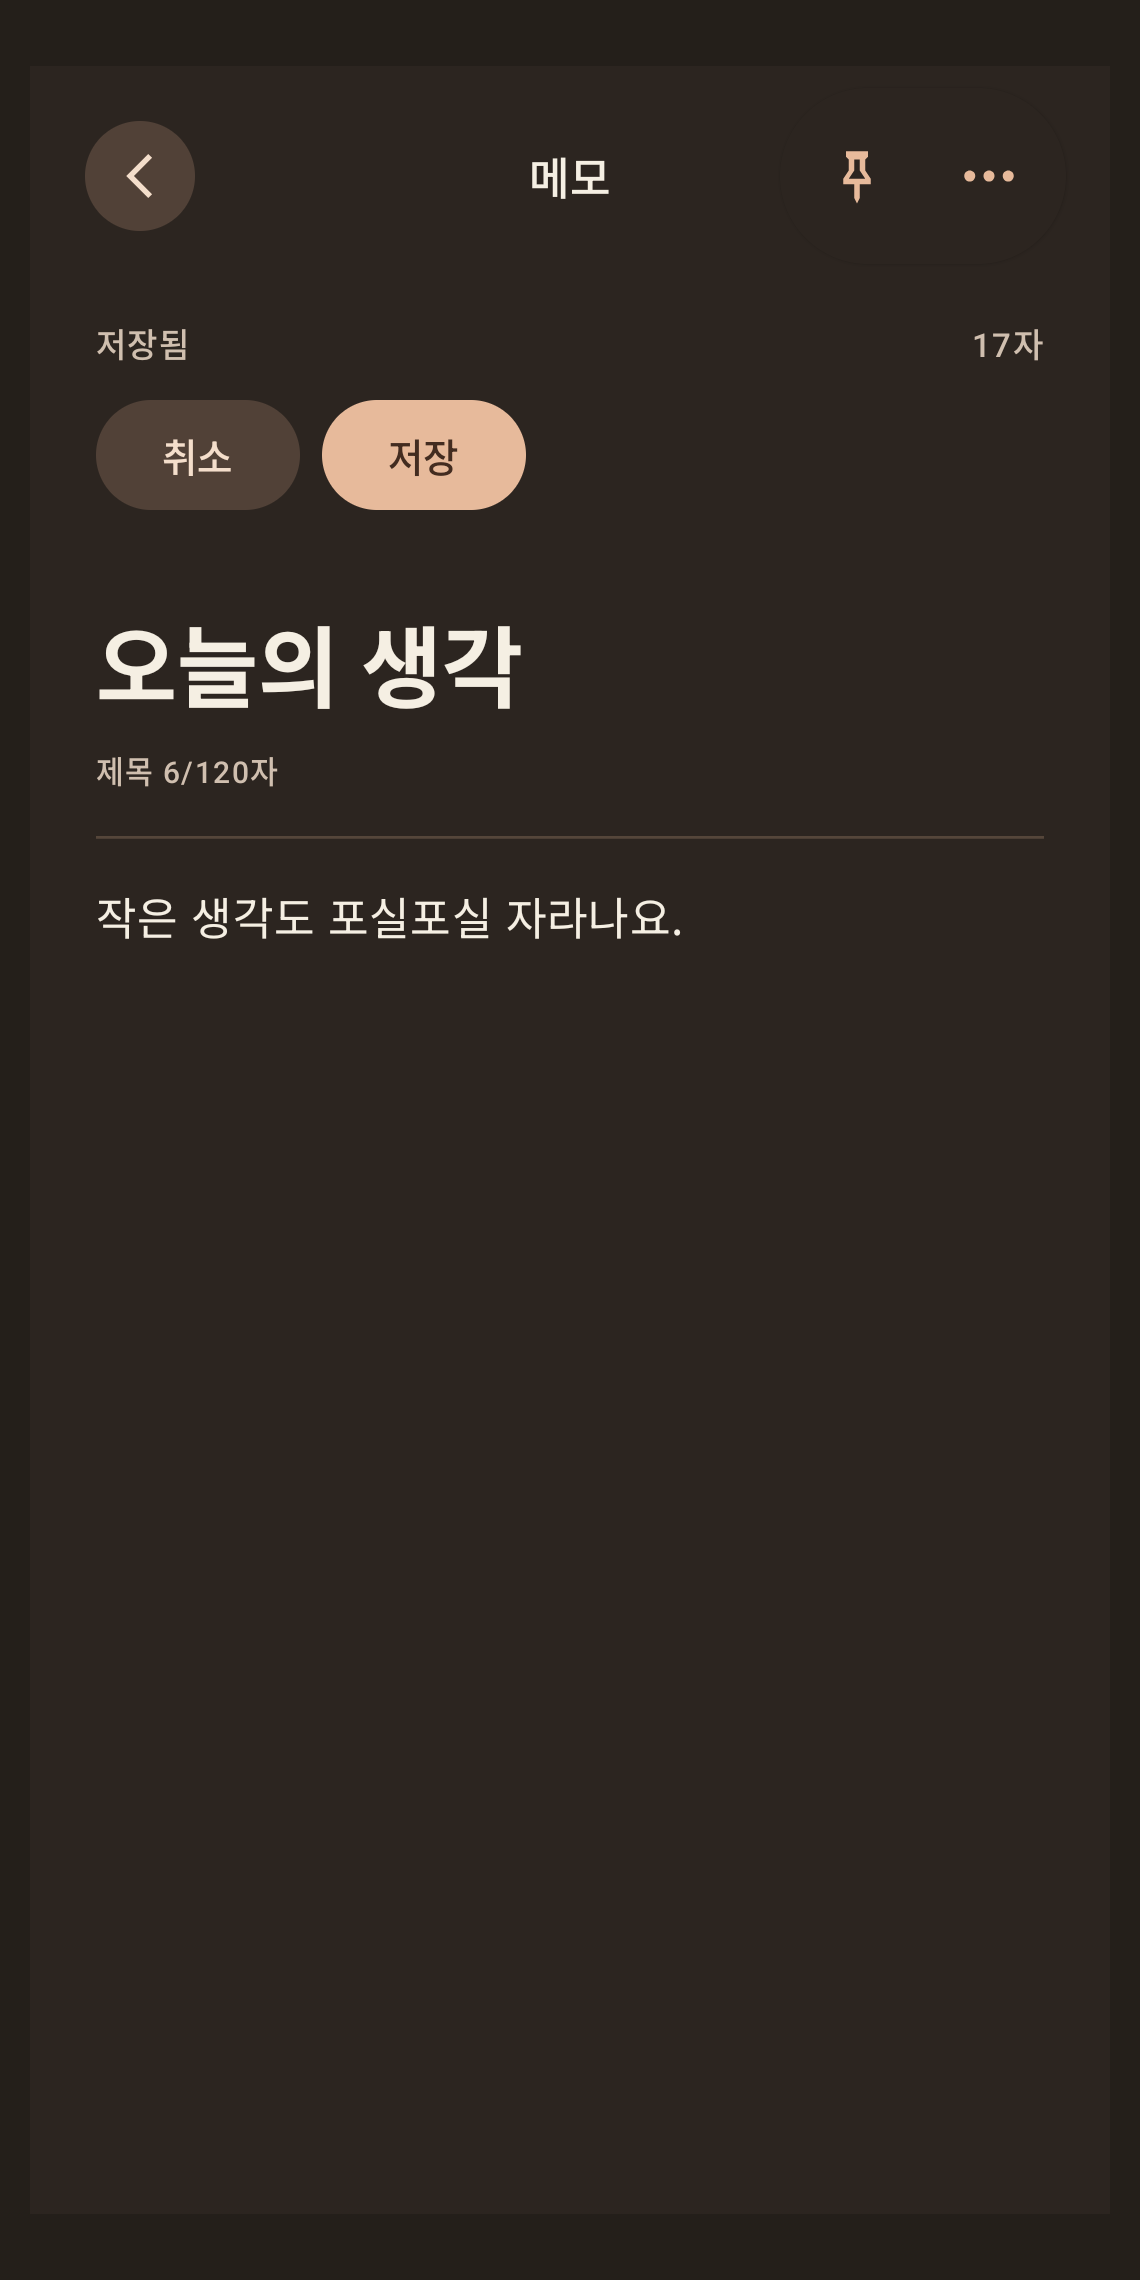 메모
저장됨 17자
취소 저장
오늘의 생각
제목 6/120자
작은 생각도 포실포실 자라나요.